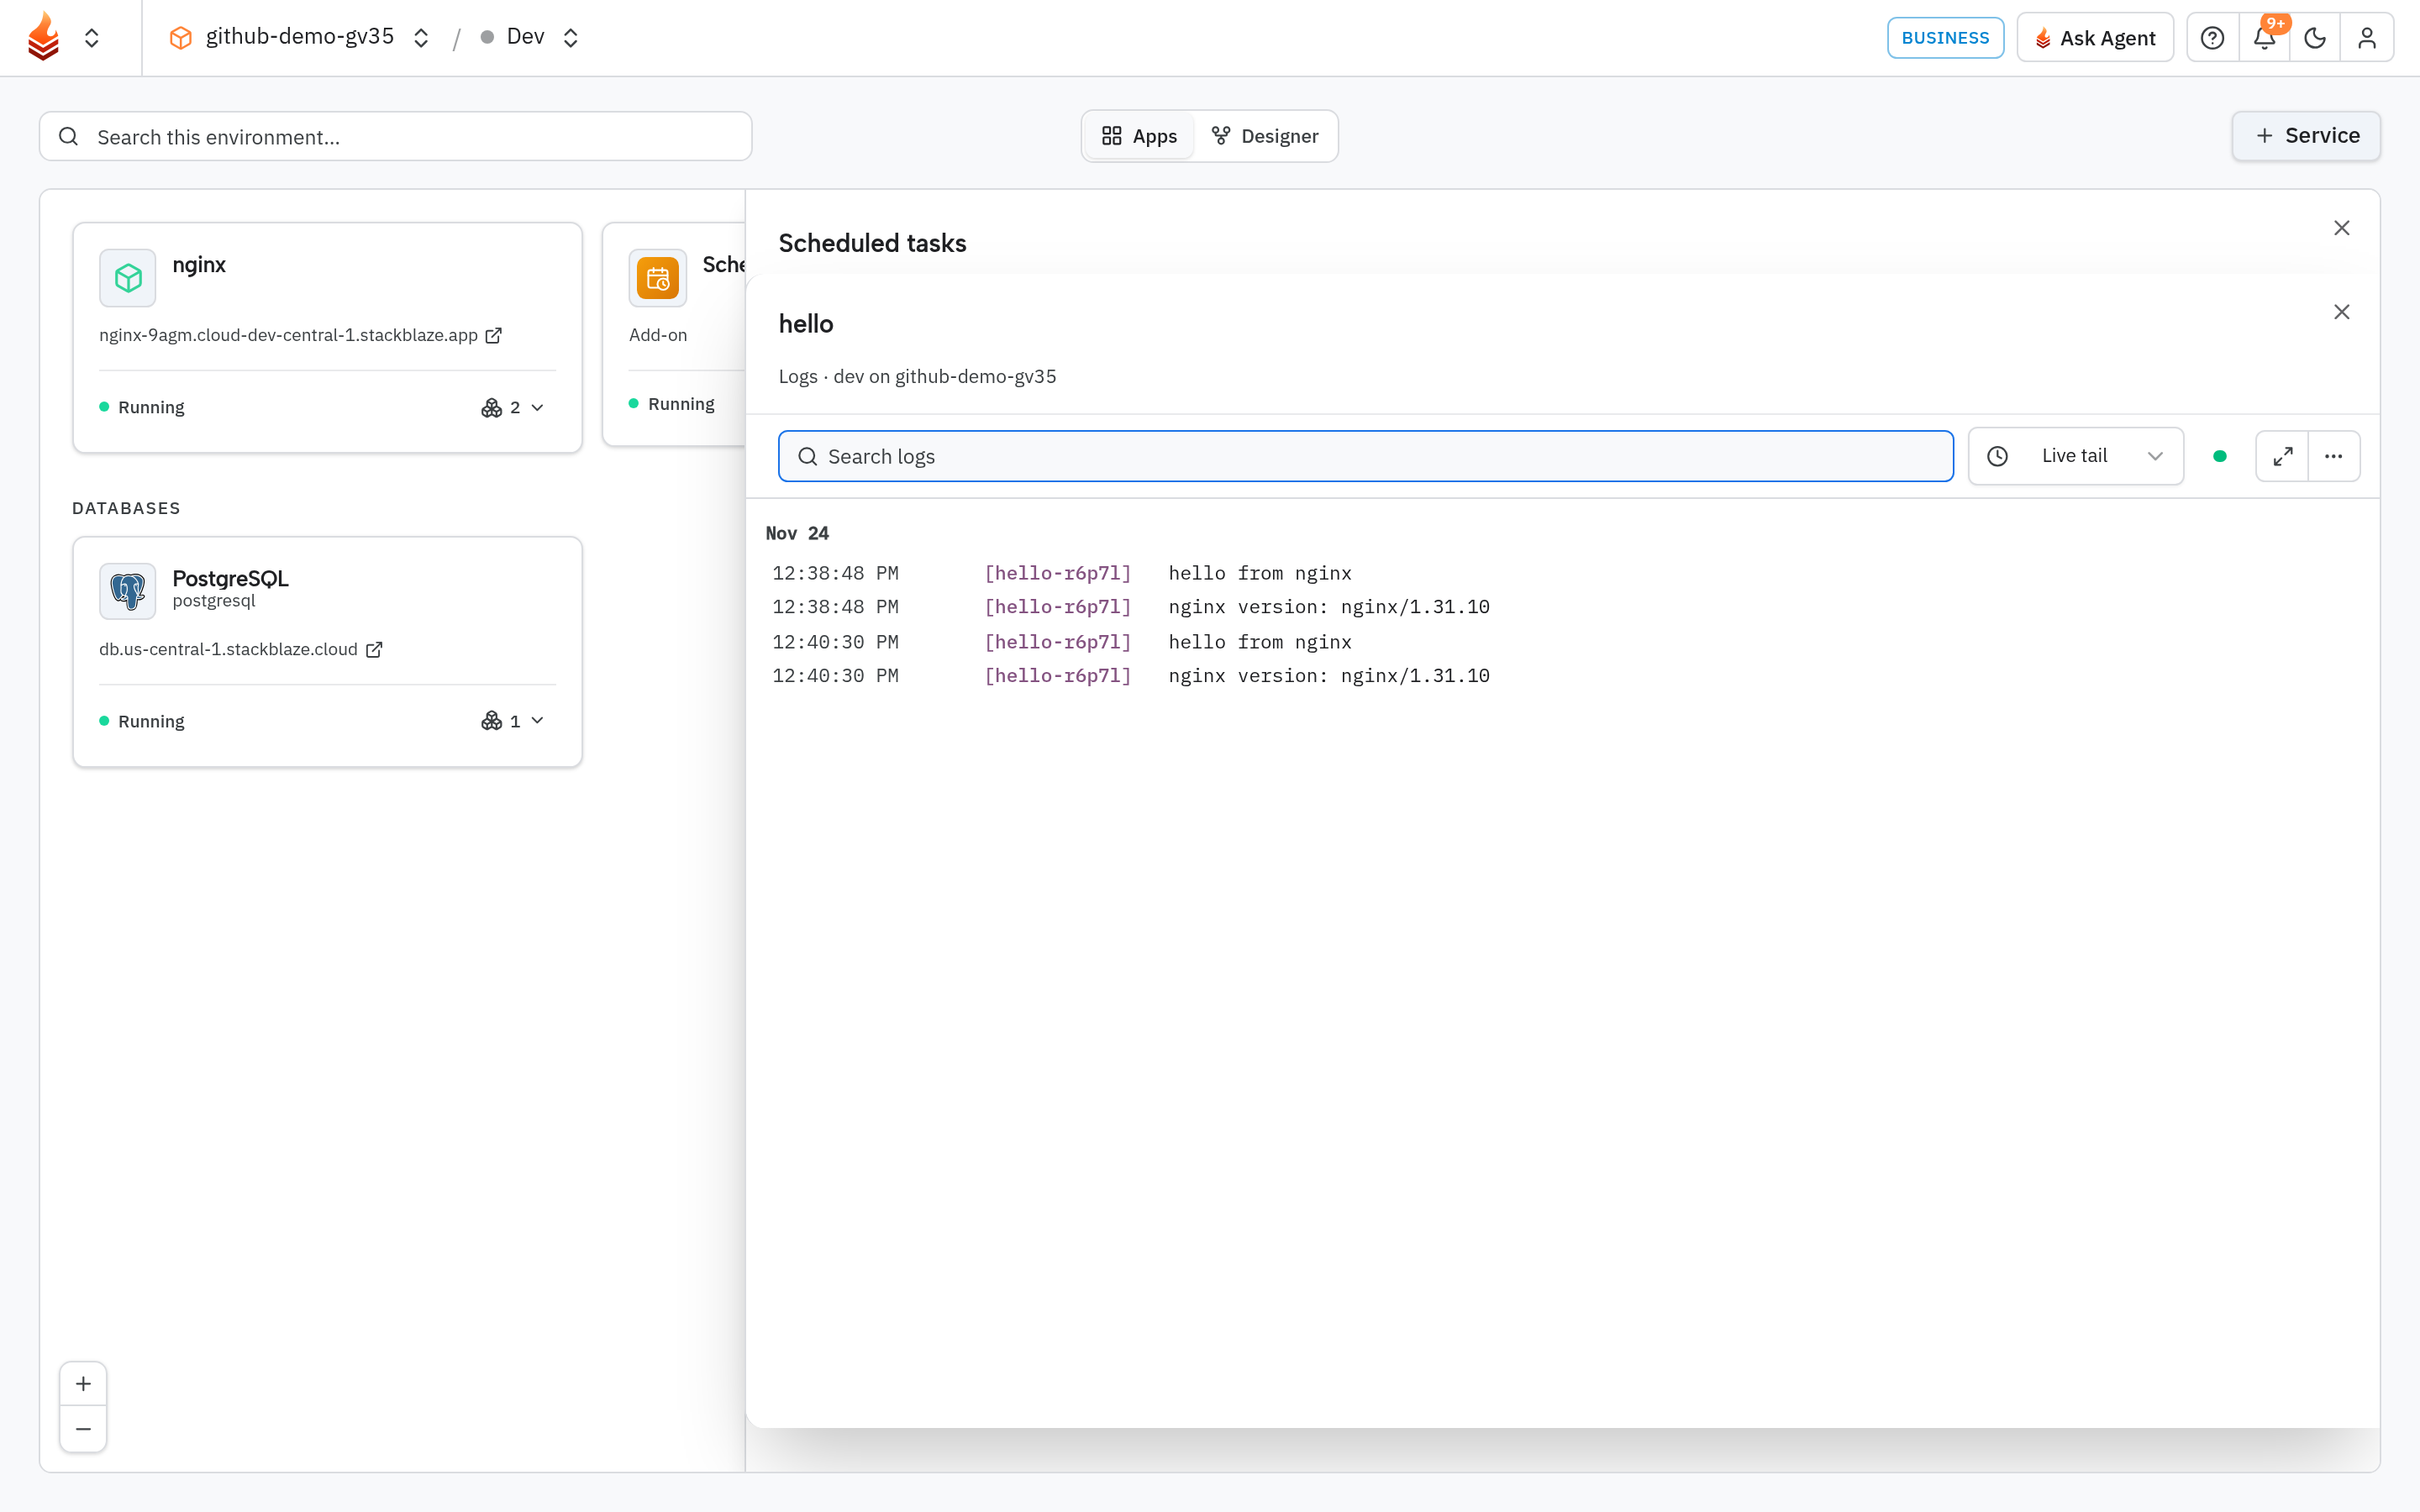 github-demo-gv35 / Dev
BUSINESS
Ask Agent
9+
Search this environment...
Apps
Designer
+ Service
nginx
nginx-9agm.cloud-dev-central-1.stackblaze.app
Running
2
Sche
Add-on
Running
DATABASES
PostgreSQL
postgresql
db.us-central-1.stackblaze.cloud
Running
1
Scheduled tasks
hello
Logs · dev on github-demo-gv35
Search logs
Live tail
Nov 24
12:38:48 PM [hello-r6p7l] hello from nginx
12:38:48 PM [hello-r6p7l] nginx version: nginx/1.31.10
12:40:30 PM [hello-r6p7l] hello from nginx
12:40:30 PM [hello-r6p7l] nginx version: nginx/1.31.10